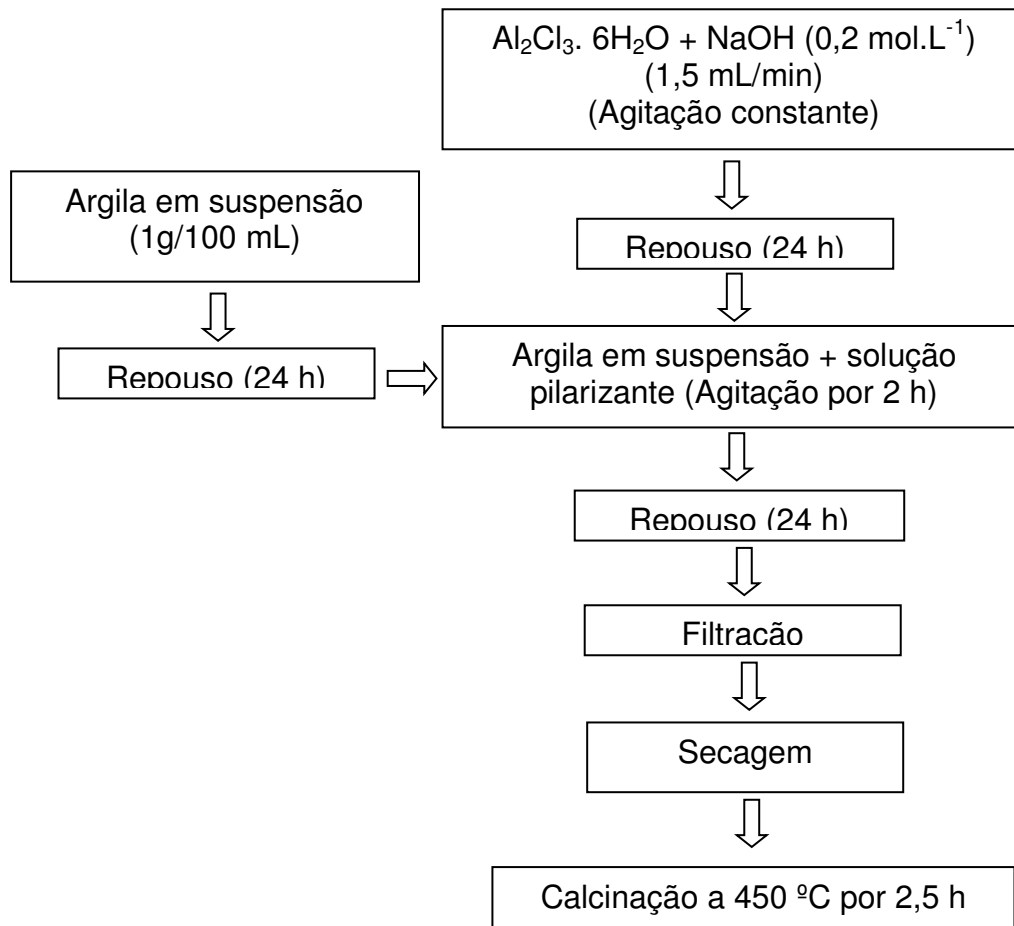 Al₂Cl₃. 6H₂O + NaOH (0,2 mol.L⁻¹)
(1,5 mL/min)
(Agitação constante)
Argila em suspensão
(1g/100 mL)
Repouso (24 h)
Repouso (24 h)
Argila em suspensão + solução
pilarizante (Agitação por 2 h)
Repouso (24 h)
Filtração
Secagem
Calcinação a 450 ºC por 2,5 h